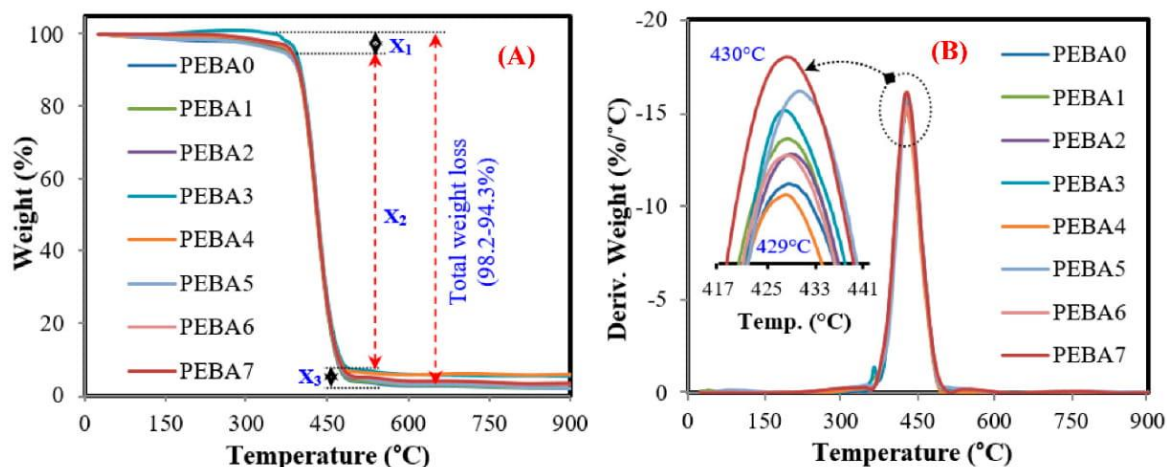 100
80
60
40
20
0
Weight (%)
PEBA0
PEBA1
PEBA2
PEBA3
PEBA4
PEBA5
PEBA6
PEBA7
X1
(A)
X2
Total weight loss
(98.2-94.3%)
X3
0 150 300 450 600 750 900
Temperature (°C)
-20
-15
-10
-5
0
Deriv. Weight (%/°C)
430°C
(B)
429°C
417 425 433 441
Temp. (°C)
PEBA0
PEBA1
PEBA2
PEBA3
PEBA4
PEBA5
PEBA6
PEBA7
0 150 300 450 600 750 900
Temperature (°C)